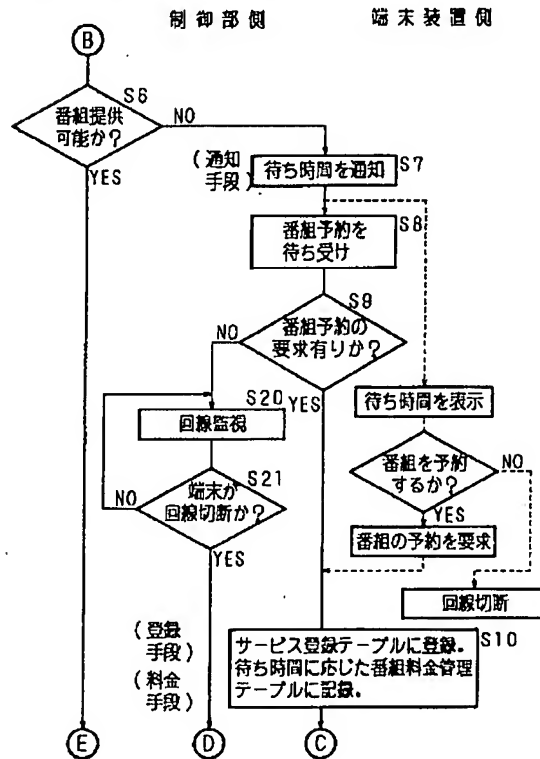 制御部側
端末装置側
B
S6
番組提供
可能か?
NO
YES
(通知
手段)
待ち時間を通知
S7
S8
番組予約を
待ち受け
S9
番組予約の
要求有りか?
NO
YES
S20
回線監視
S21
端末が
回線切断か?
NO
YES
待ち時間を表示
番組を予約
するか?
NO
YES
番組の予約を要求
回線切断
(登録
手段)
(料金
手段)
S10
サービス登録テーブルに登録。
待ち時間に応じた番組料金管理
テーブルに記録。
E
D
C